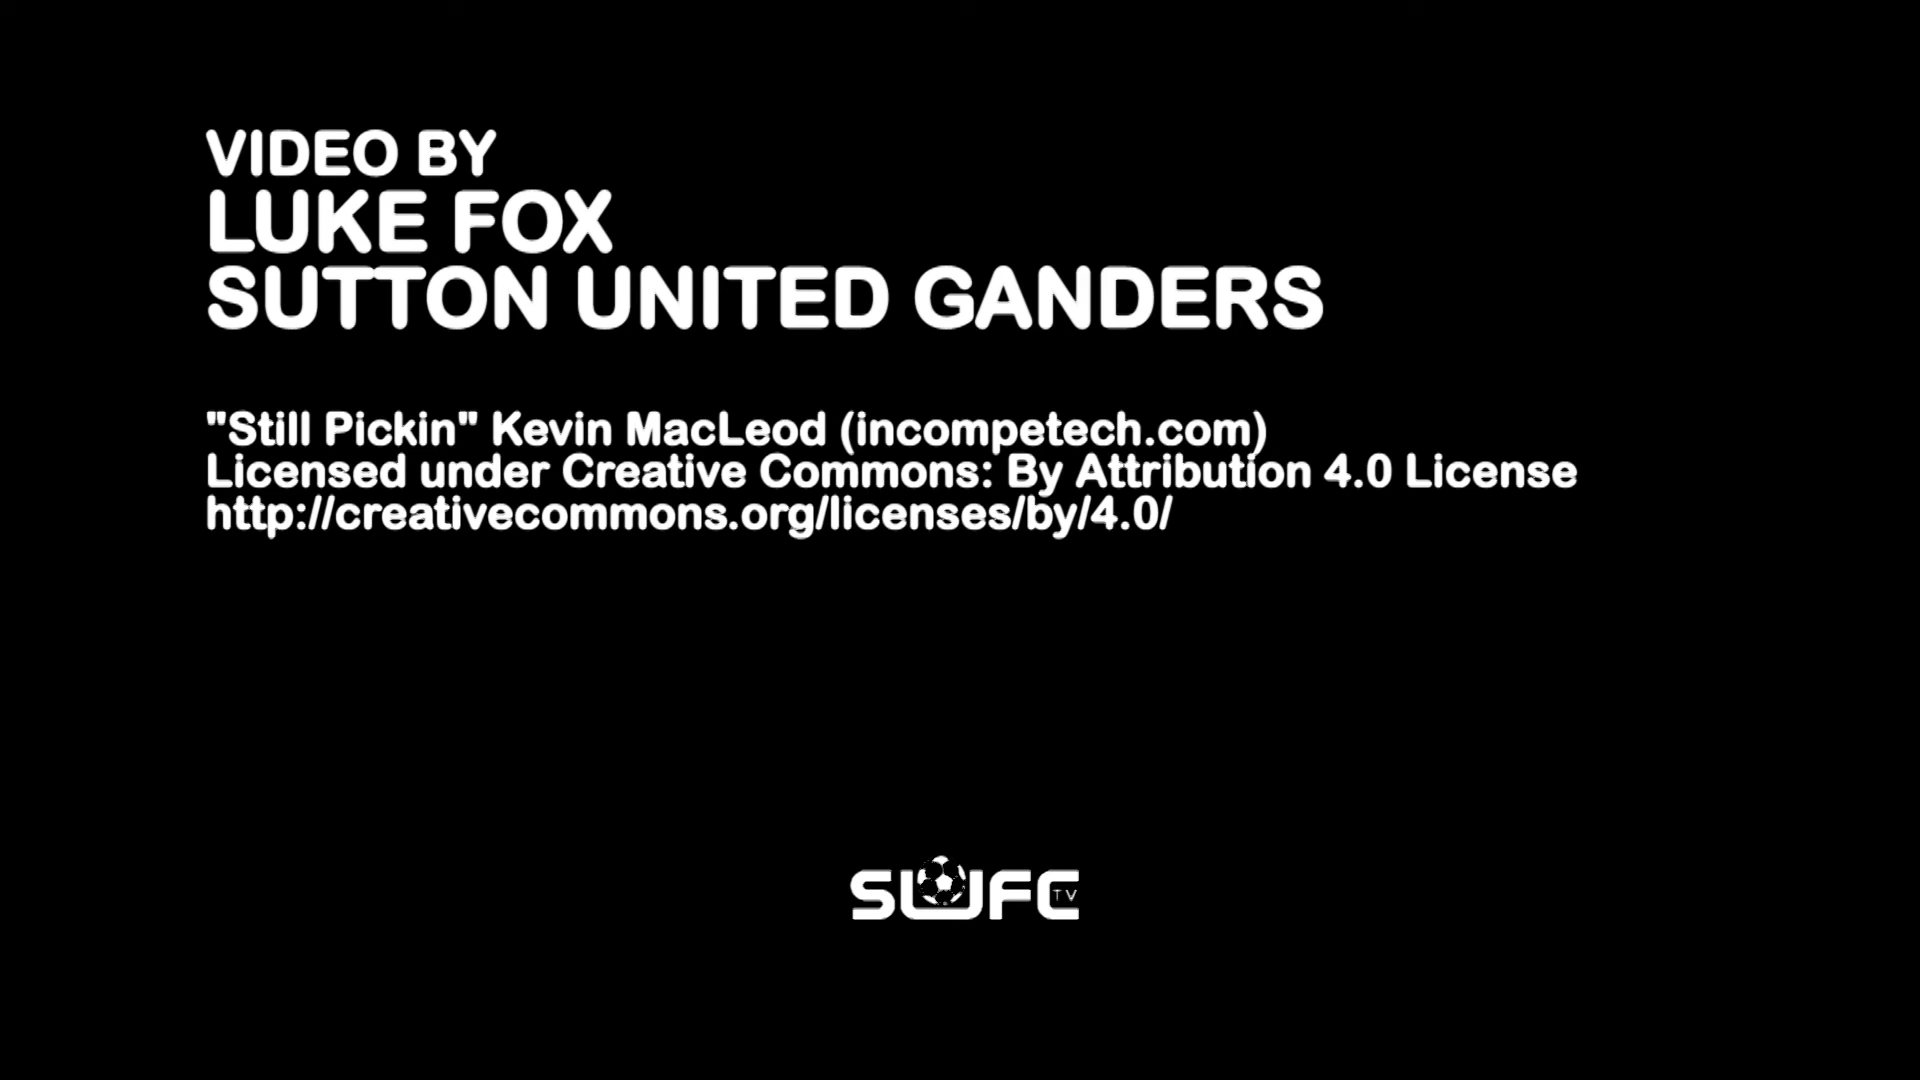 VIDEO BY
LUKE FOX
SUTTON UNITED GANDERS
"Still Pickin" Kevin MacLeod (incompetech.com)
Licensed under Creative Commons: By Attribution 4.0 License
http://creativecommons.org/licenses/by/4.0/
SUFC TV